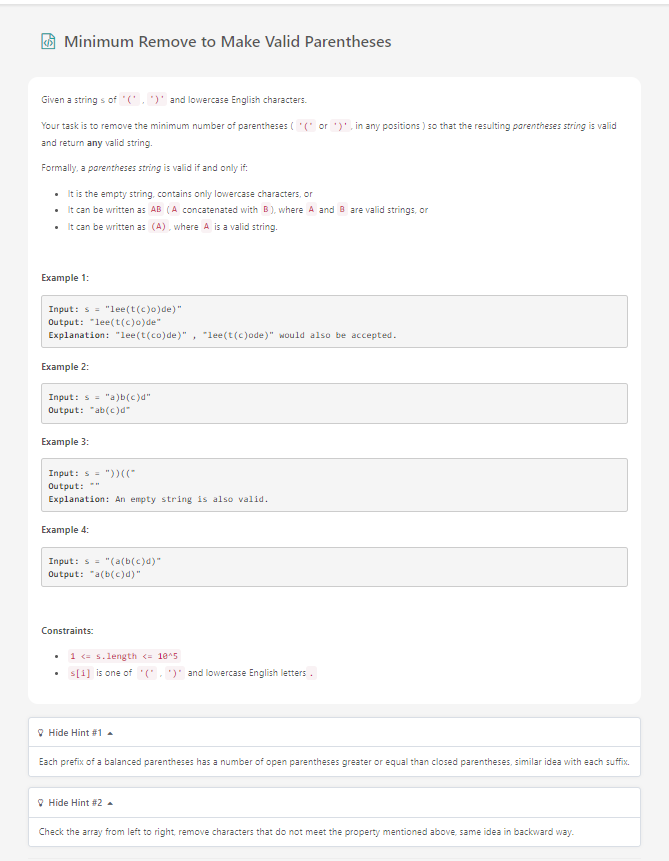 Minimum Remove to Make Valid Parentheses
Given a string s of '(' , ')' and lowercase English characters.
Your task is to remove the minimum number of parentheses ( '(' or ')' , in any positions ) so that the resulting parentheses string is valid
and return any valid string.
Formally, a parentheses string is valid if and only if:
• It is the empty string, contains only lowercase characters, or
• It can be written as AB ( A concatenated with B ), where A and B are valid strings, or
• It can be written as (A) , where A is a valid string.
Example 1:
Input: s = "lee(t(c)o)de)"
Output: "lee(t(c)o)de"
Explanation: "lee(t(co)de)" , "lee(t(c)ode)" would also be accepted.
Example 2:
Input: s = "a)b(c)d"
Output: "ab(c)d"
Example 3:
Input: s = "))(("
Output: ""
Explanation: An empty string is also valid.
Example 4:
Input: s = "(a(b(c)d)"
Output: "a(b(c)d)"
Constraints:
• 1 <= s.length <= 10^5
• s[i] is one of '(' , ')' and lowercase English letters .
Hide Hint #1
Each prefix of a balanced parentheses has a number of open parentheses greater or equal than closed parentheses, similar idea with each suffix.
Hide Hint #2
Check the array from left to right, remove characters that do not meet the property mentioned above, same idea in backward way.